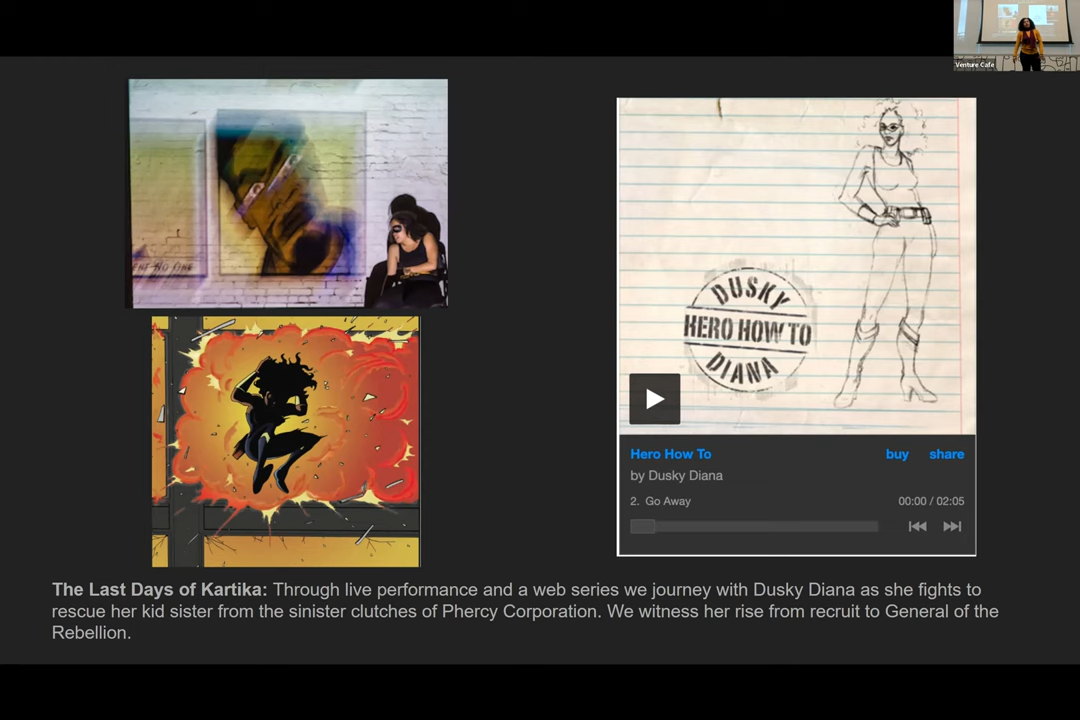 Venture Cafe
DUSKY
HERO HOW TO
DIANA
Hero How To
buy share
by Dusky Diana
2. Go Away
00:00 / 02:05
The Last Days of Kartika: Through live performance and a web series we journey with Dusky Diana as she fights to
rescue her kid sister from the sinister clutches of Phercy Corporation. We witness her rise from recruit to General of the
Rebellion.